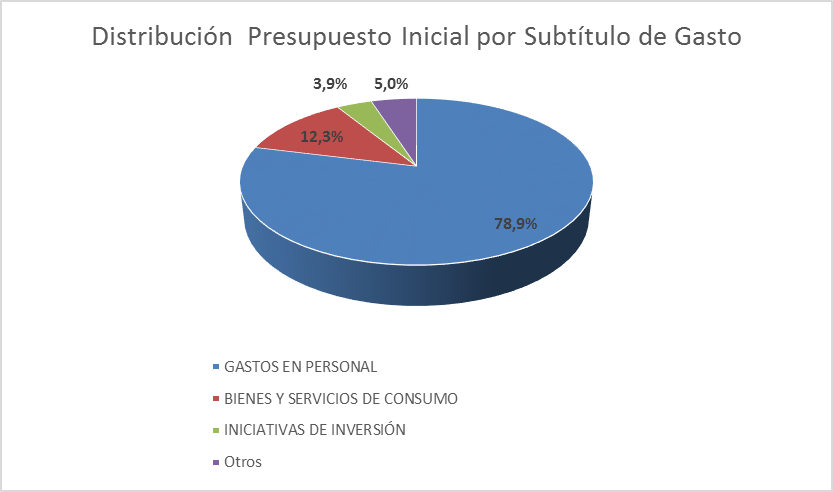 Distribución Presupuesto Inicial por Subtítulo de Gasto
3,9%
5,0%
12,3%
78,9%
GASTOS EN PERSONAL
BIENES Y SERVICIOS DE CONSUMO
INICIATIVAS DE INVERSIÓN
Otros